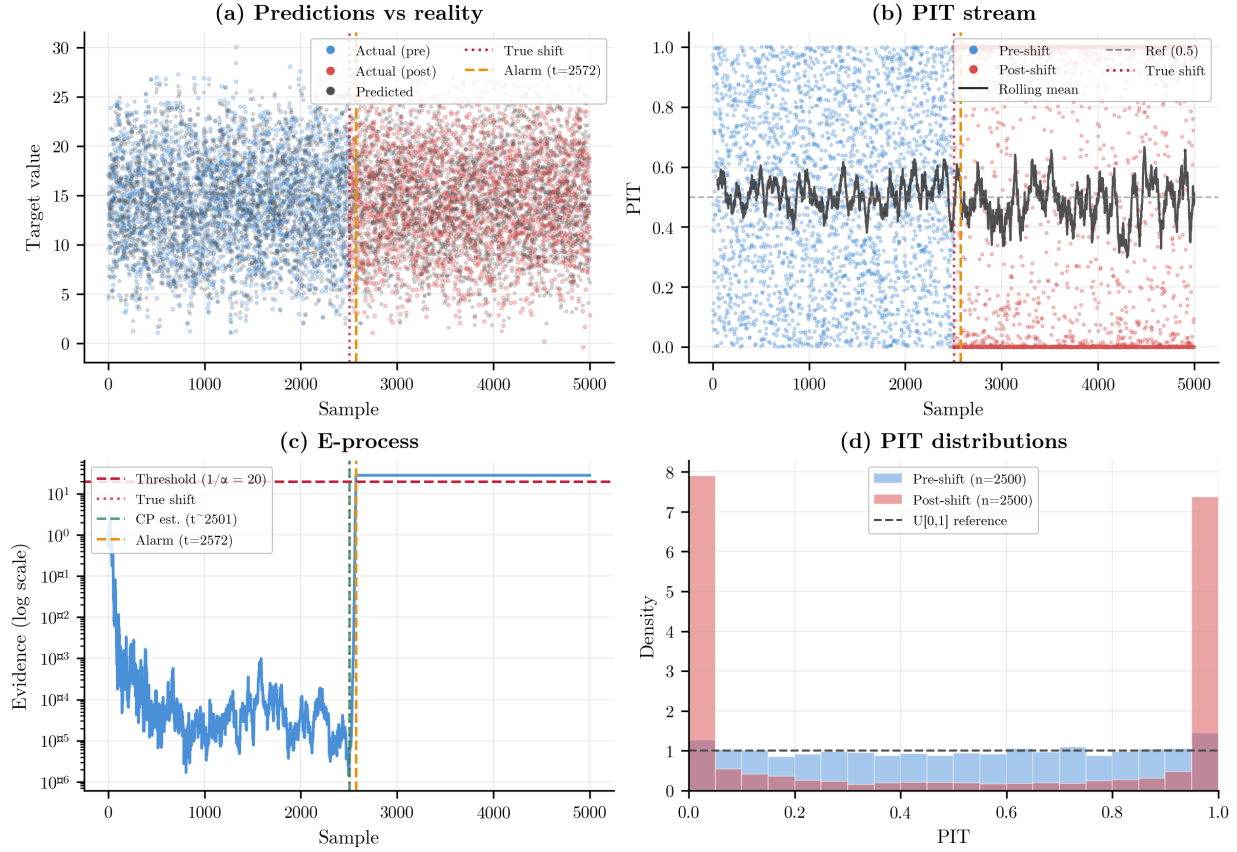 (a) Predictions vs reality
Target value
30
25
20
15
10
5
0
Actual (pre)
Actual (post)
Predicted
True shift
Alarm (t=2572)
0
1000
2000
3000
4000
5000
Sample
(b) PIT stream
PIT
1.0
0.8
0.6
0.4
0.2
0.0
Pre-shift
Post-shift
Rolling mean
Ref (0.5)
True shift
0
1000
2000
3000
4000
5000
Sample
(c) E-process
Evidence (log scale)
Threshold (1/α = 20)
True shift
CP est. (t~2501)
Alarm (t=2572)
10¹
10⁰
0
1000
2000
3000
4000
5000
Sample
(d) PIT distributions
Density
8
7
6
5
4
3
2
1
0
Pre-shift (n=2500)
Post-shift (n=2500)
U[0,1] reference
0.0
0.2
0.4
0.6
0.8
1.0
PIT